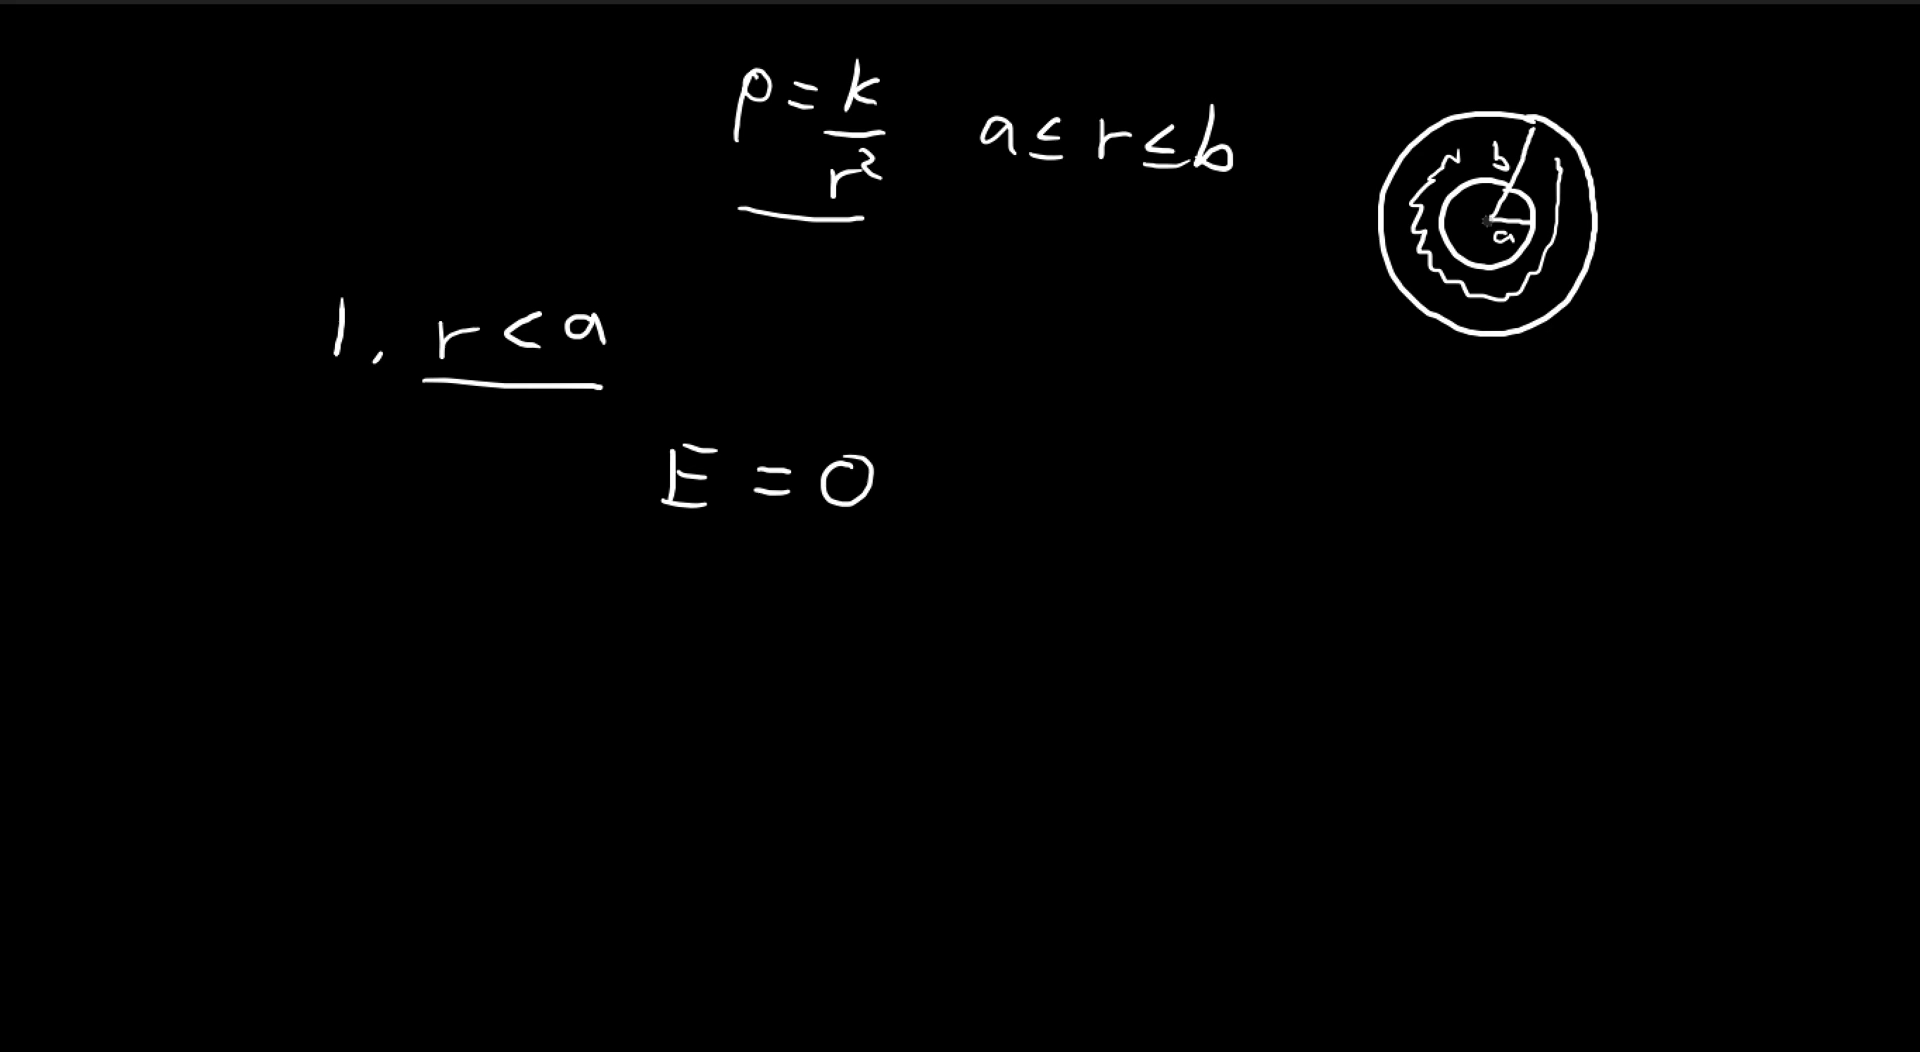 ρ = k/r² a ≤ r ≤ b
b
a
1, r < a
E = 0